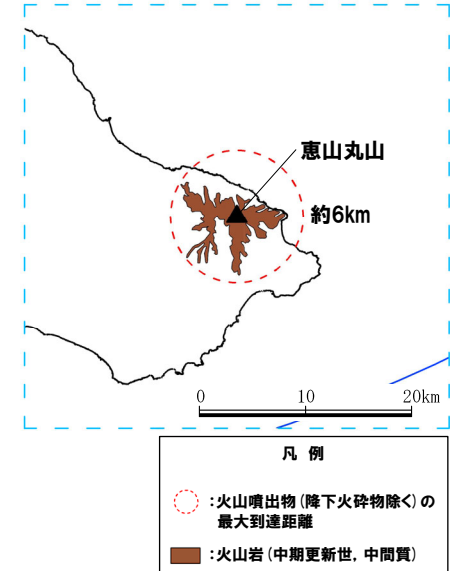 恵山丸山
約6km
0 10 20km
凡 例
:火山噴出物(降下火砕物除く)の
最大到達距離
:火山岩(中期更新世, 中間質)